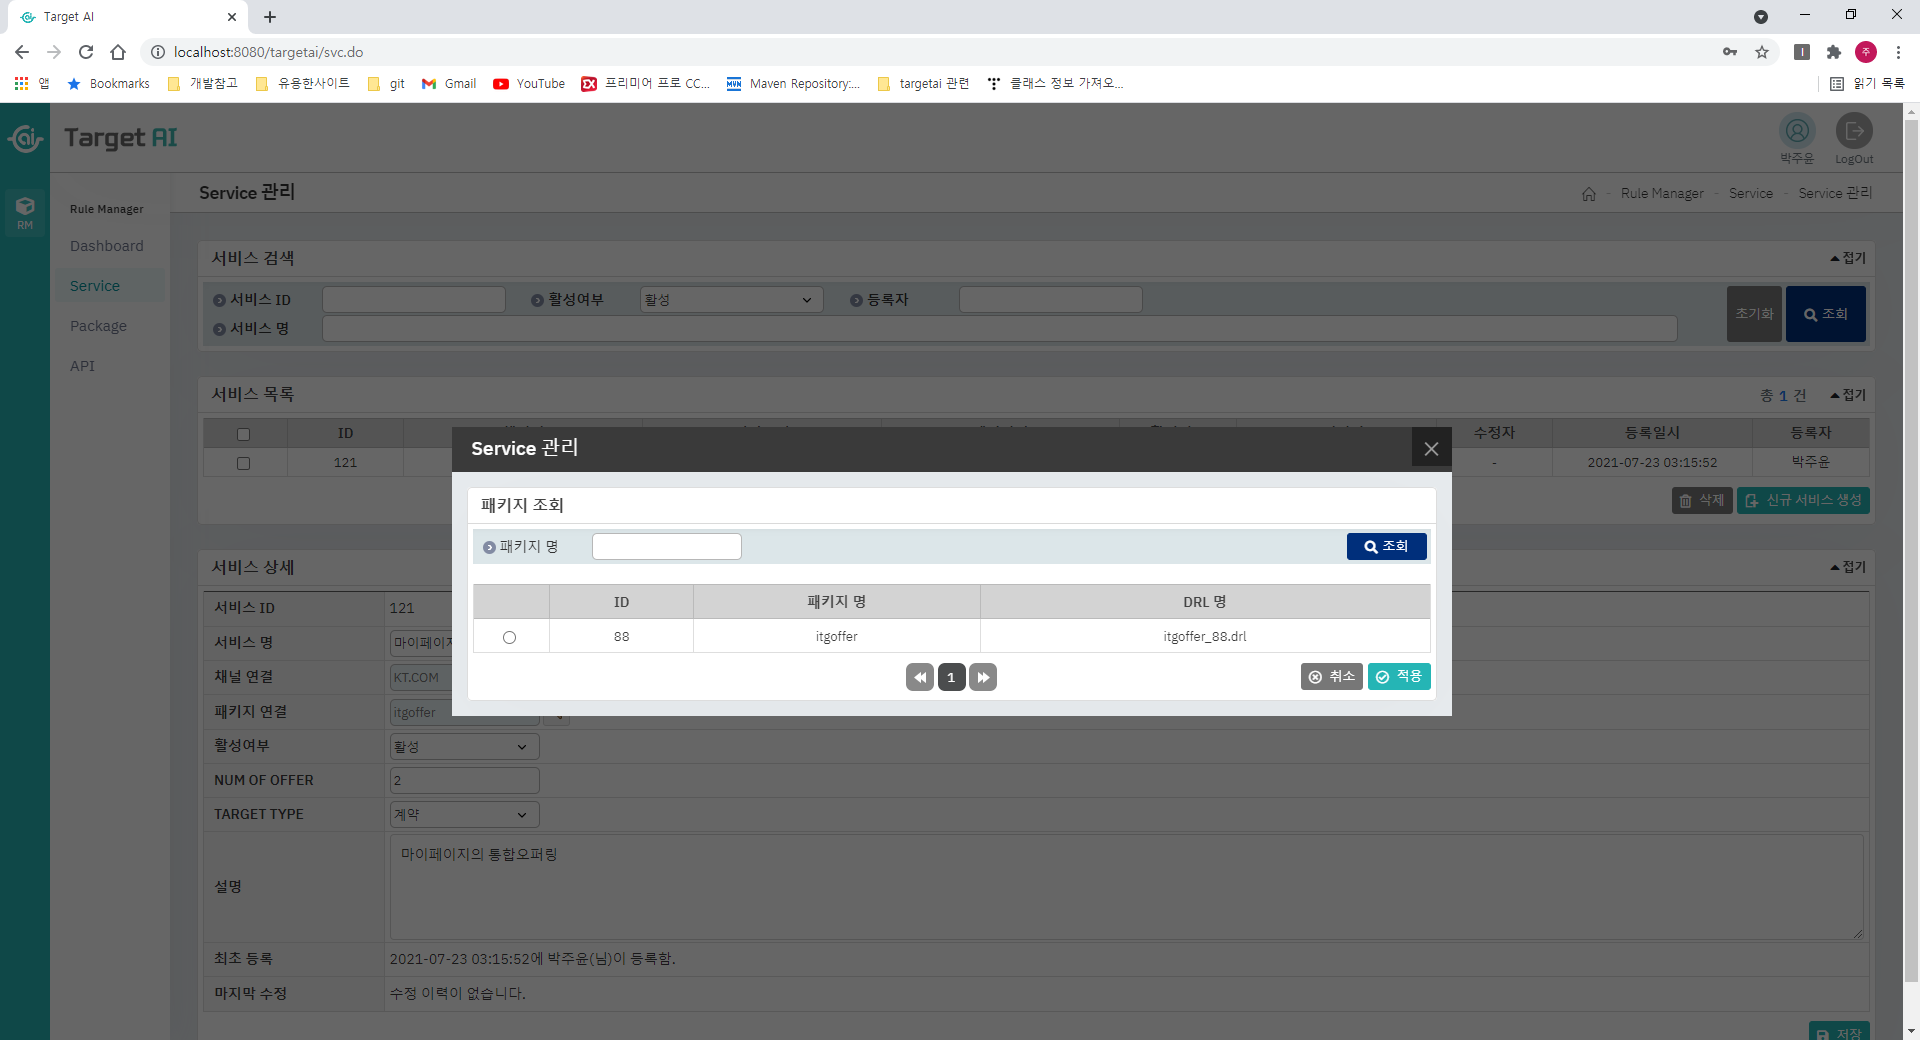 Target AI
localhost:8080/targetai/svc.do
앱 Bookmarks 개발참고 유용한사이트 git Gmail YouTube 프리미어 프로 CC... Maven Repository:... targetai 관련 클래스 정보 가져오... 읽기 목록
Target AI
박주윤 LogOut
Service 관리
Rule Manager - Service - Service 관리
RM
Rule Manager
Dashboard
Service
Package
API
서비스 검색 접기
서비스 ID 활성여부 활성 등록자
서비스 명
초기화 조회
서비스 목록 총 1 건 접기
ID 수정자 등록일시 등록자
121 - 2021-07-23 03:15:52 박주윤
삭제 신규 서비스 생성
Service 관리
패키지 조회
패키지 명 조회
ID 패키지 명 DRL 명
88 itgoffer itgoffer_88.drl
1
취소 적용
서비스 상세 접기
서비스 ID 121
서비스 명 마이페이지
채널 연결 KT.COM
패키지 연결 itgoffer
활성여부 활성
NUM OF OFFER 2
TARGET TYPE 계약
설명 마이페이지의 통합오퍼링
최초 등록 2021-07-23 03:15:52에 박주윤(님)이 등록함.
마지막 수정 수정 이력이 없습니다.
저장